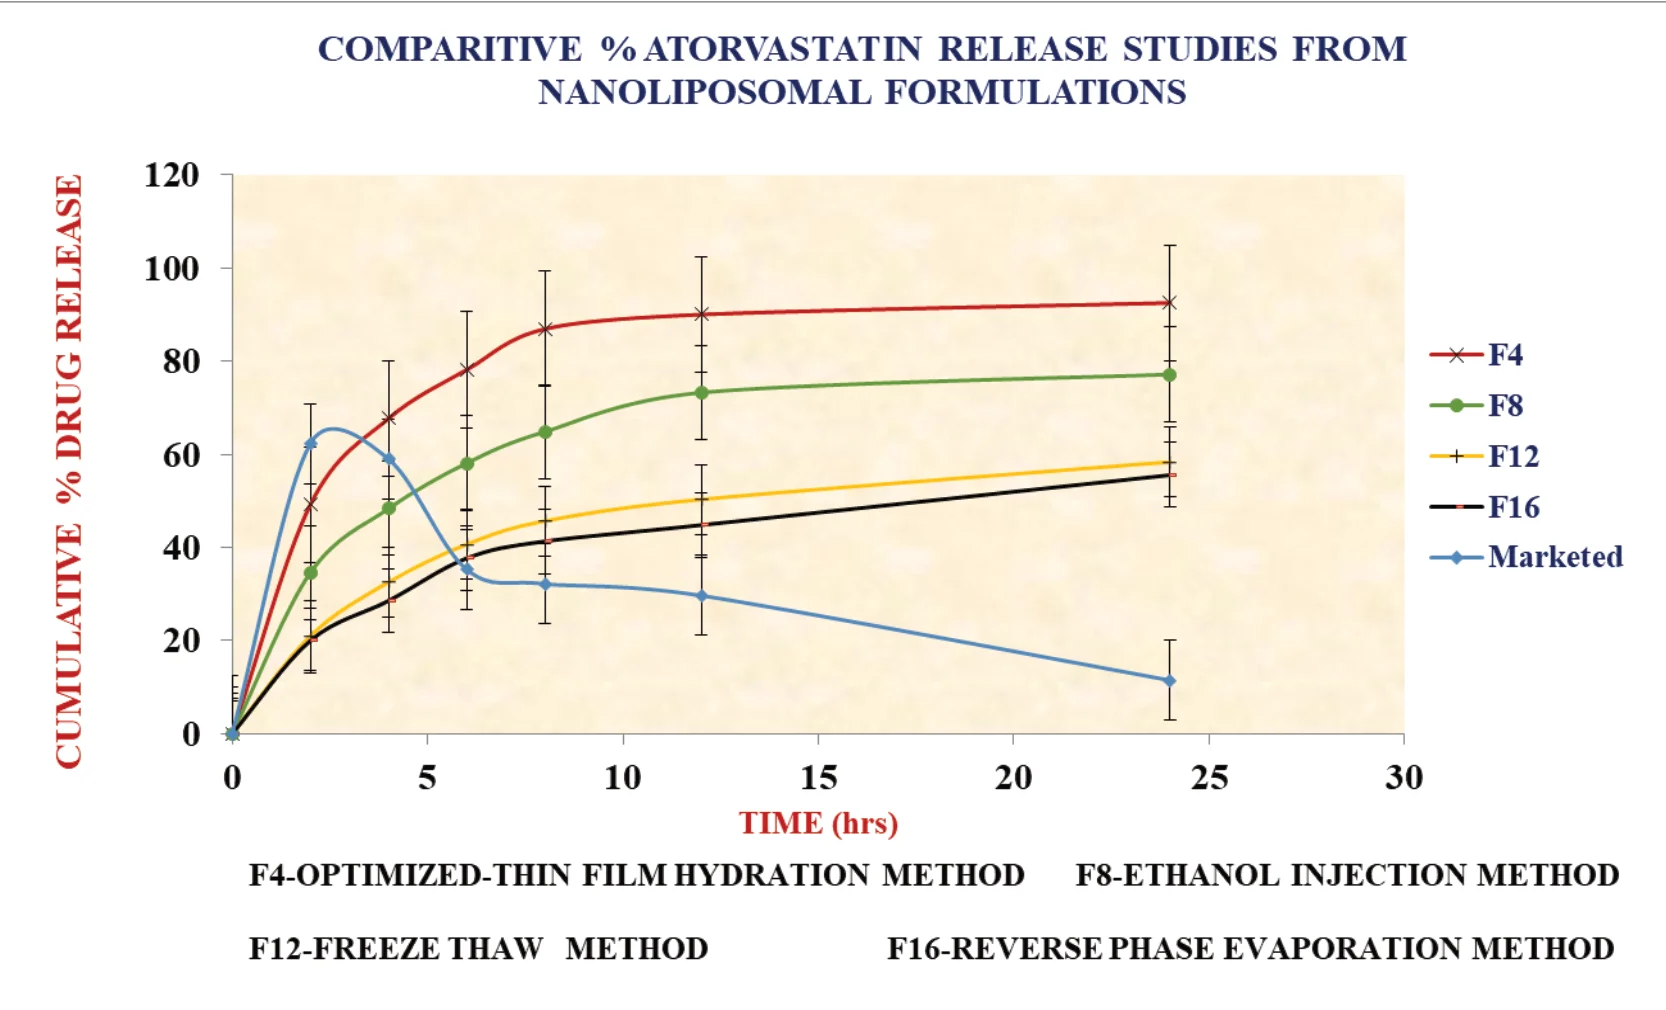 COMPARITIVE % ATORVASTATIN RELEASE STUDIES FROM
NANOLIPOSOMAL FORMULATIONS
CUMULATIVE % DRUG RELEASE
120
100
80
60
40
20
0
0 5 10 15 20 25 30
TIME (hrs)
F4
F8
F12
F16
Marketed
F4-OPTIMIZED-THIN FILM HYDRATION METHOD F8-ETHANOL INJECTION METHOD
F12-FREEZE THAW METHOD F16-REVERSE PHASE EVAPORATION METHOD